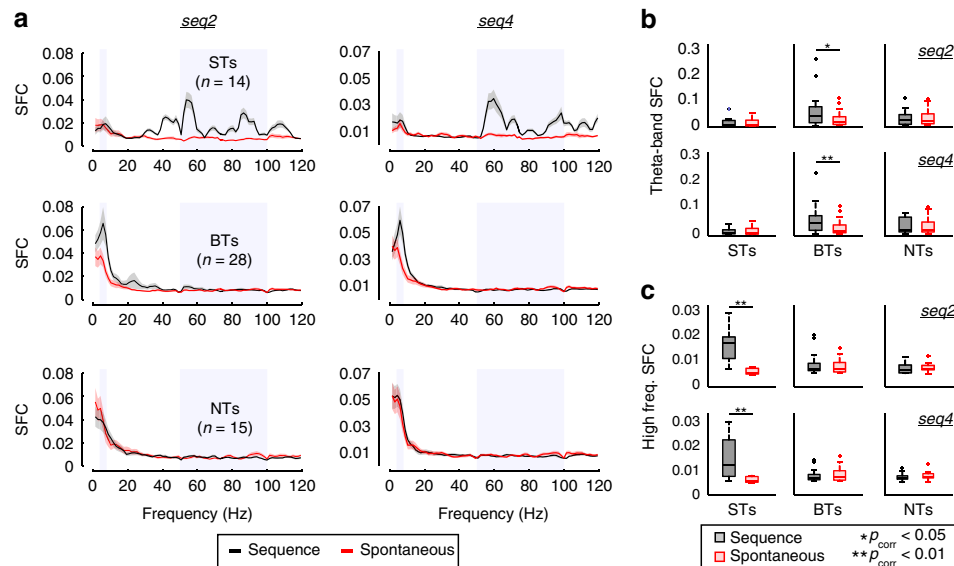 a
seq2
seq4
SFC
0.08
0.06
0.04
0.02
0
STs
(n = 14)
0.07
0.05
0.03
0.01
0 20 40 60 80 100 120
0 20 40 60 80 100 120
SFC
0.08
0.06
0.04
0.02
0
BTs
(n = 28)
0.07
0.05
0.03
0.01
0 20 40 60 80 100 120
0 20 40 60 80 100 120
SFC
0.08
0.06
0.04
0.02
0
NTs
(n = 15)
0.07
0.05
0.03
0.01
0 20 40 60 80 100 120
0 20 40 60 80 100 120
Frequency (Hz)
Frequency (Hz)
Sequence Spontaneous
b
Theta-band SFC
0.3
0.2
0.1
0
*
seq2
0.3
0.2
0.1
0
**
seq4
STs BTs NTs
c
High freq. SFC
0.03
0.02
0.01
0
**
seq2
0.03
0.02
0.01
0
**
seq4
STs BTs NTs
Sequence *pcorr < 0.05
Spontaneous **pcorr < 0.01